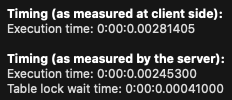 Timing (as measured at client side):
Execution time: 0:00:0.00281405
Timing (as measured by the server):
Execution time: 0:00:0.00245300
Table lock wait time: 0:00:0.00041000